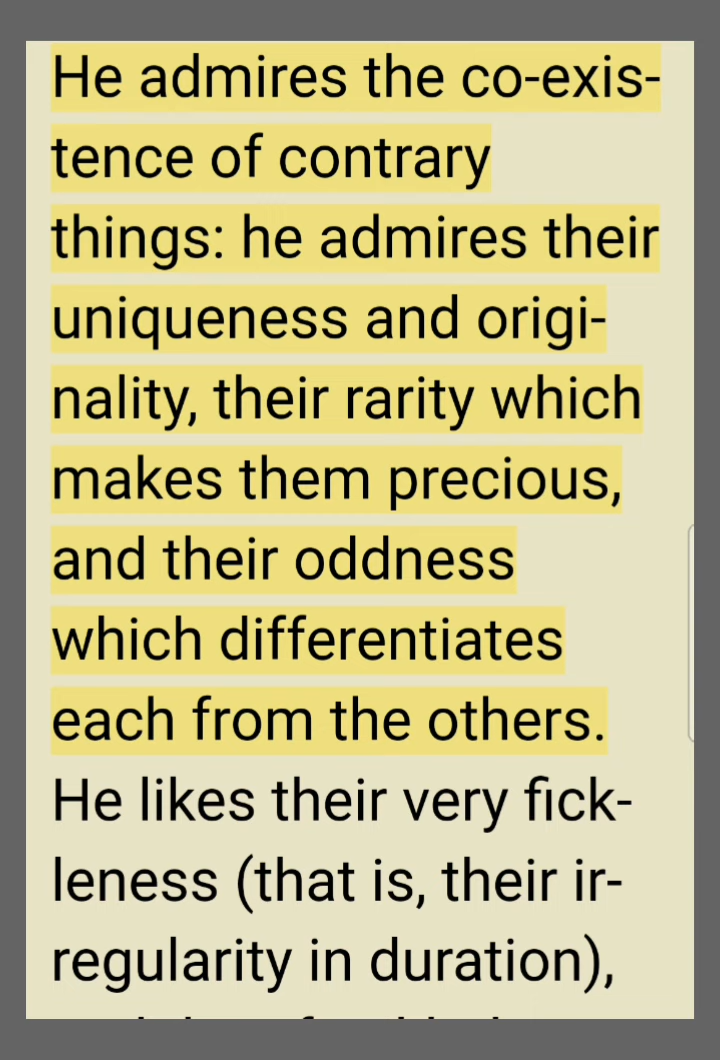 He admires the co-exis-
tence of contrary
things: he admires their
uniqueness and origi-
nality, their rarity which
makes them precious,
and their oddness
which differentiates
each from the others.
He likes their very fick-
leness (that is, their ir-
regularity in duration),